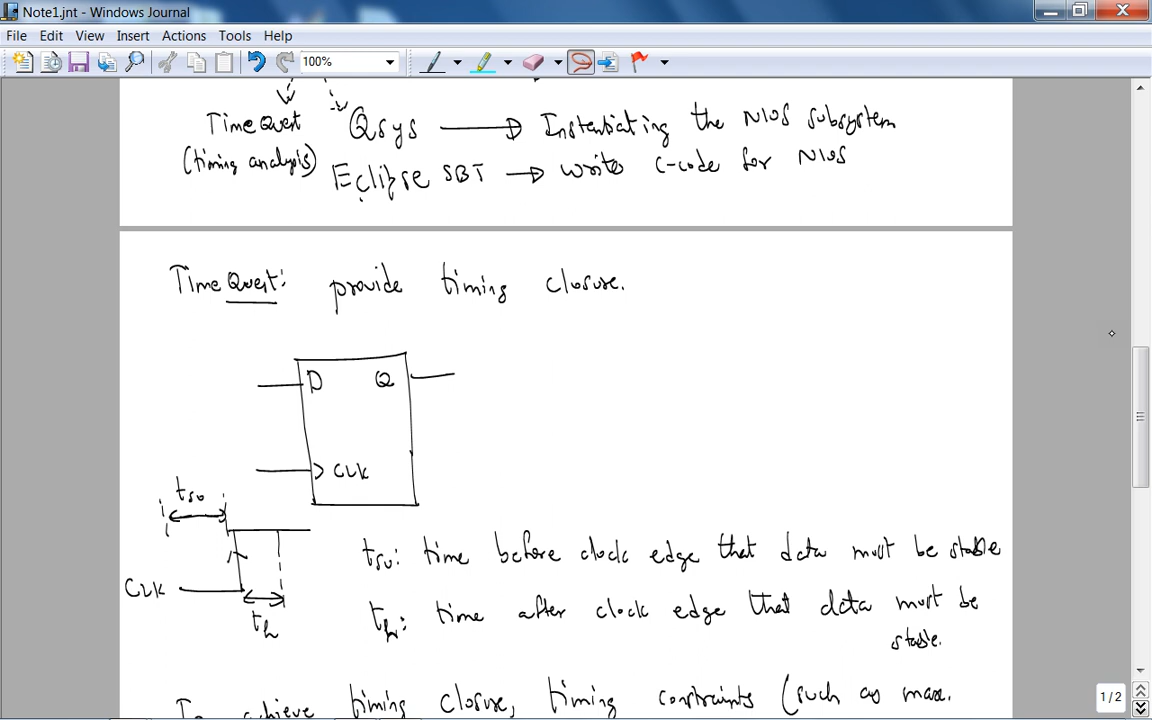 Note1.jnt - Windows Journal
File Edit View Insert Actions Tools Help
100%
TimeQuest Qsys → Instantiating the NIOS subsystem
(timing analysis) Eclipse SBT → write C-code for NIOS
TimeQuest: provide timing closure.
D Q
CLK
tsu
CLK
th
tsu: time before clock edge that data must be stable
th: time after clock edge that data must be
stable.
To achieve timing closure, timing constraints (such as max.
1 / 2